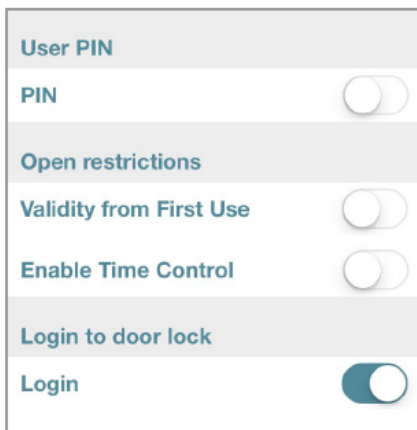 User PIN
PIN
Open restrictions
Validity from First Use
Enable Time Control
Login to door lock
Login